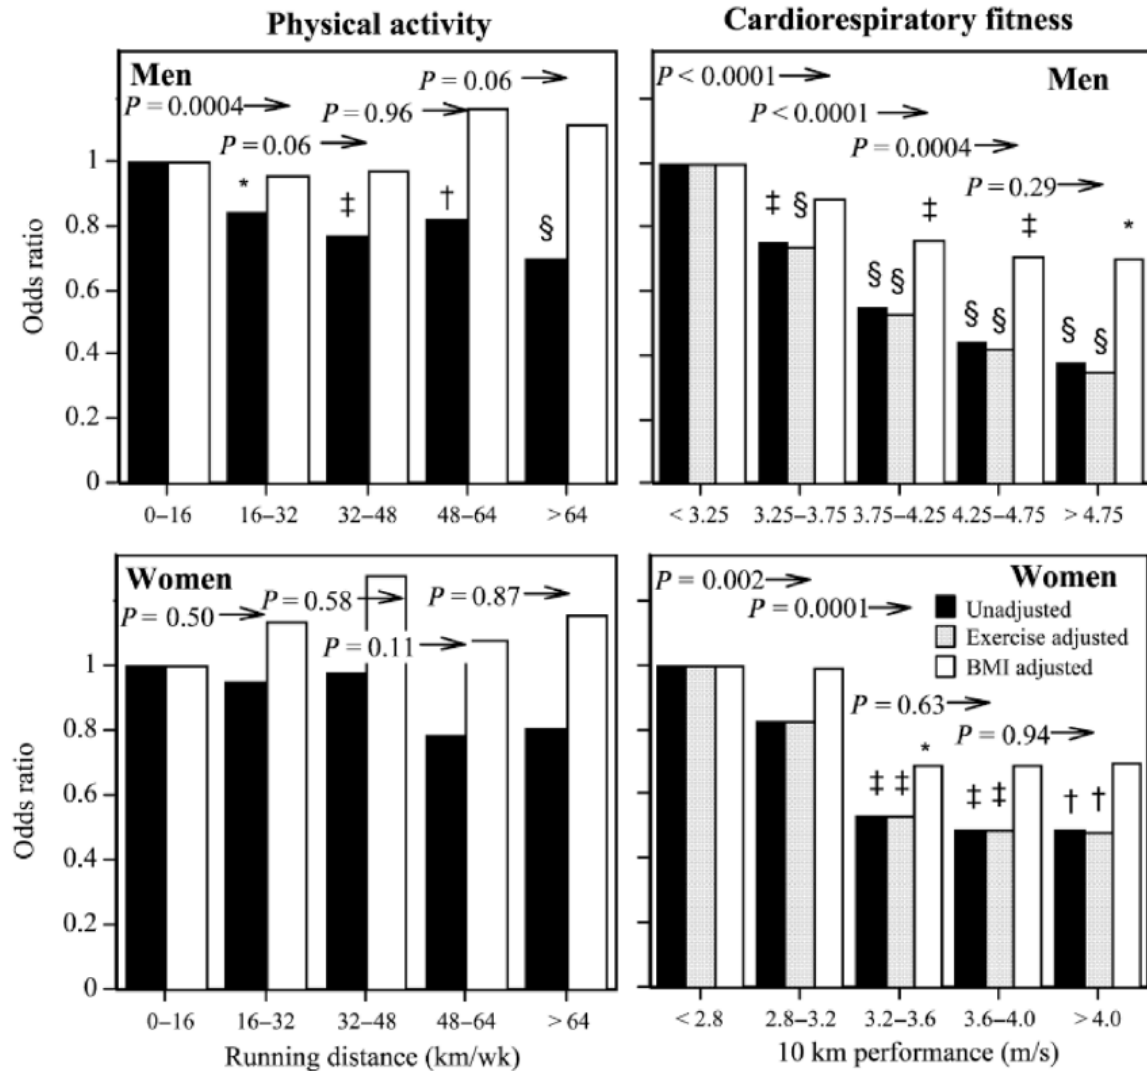 Physical activity
Cardiorespiratory fitness
Men
P = 0.06
P = 0.0004
P = 0.96
P = 0.06
*
‡
†
§
Odds ratio
1
0.8
0.6
0.4
0.2
0
0–16
16–32
32–48
48–64
>64
P < 0.0001
Men
P < 0.0001
P = 0.0004
P = 0.29
‡ §
§ §
‡
§ §
‡
§ §
*
< 3.25
3.25–3.75
3.75–4.25
4.25–4.75
> 4.75
Women
P = 0.50
P = 0.58
P = 0.87
P = 0.11
Odds ratio
1
0.8
0.6
0.4
0.2
0
0–16
16–32
32–48
48–64
>64
Running distance (km/wk)
P = 0.002
Women
P = 0.0001
Unadjusted
Exercise adjusted
BMI adjusted
P = 0.63
P = 0.94
‡ ‡
*
‡ ‡
† †
< 2.8
2.8–3.2
3.2–3.6
3.6–4.0
> 4.0
10 km performance (m/s)